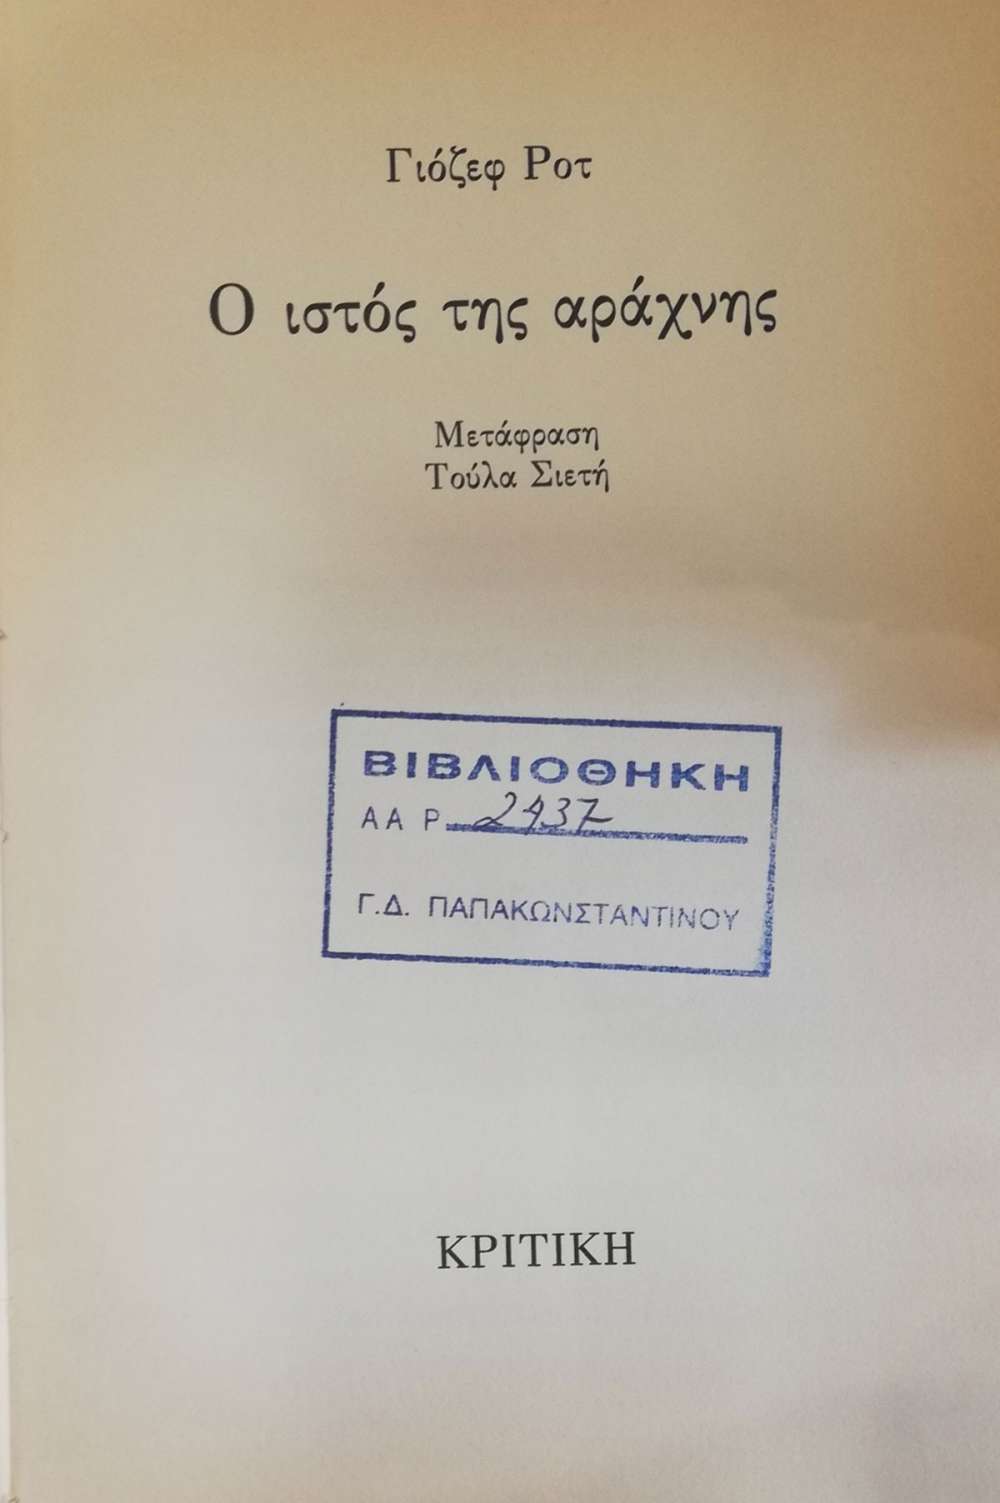 Γιόζεφ Ροτ
Ο ιστός της αράχνης
Μετάφραση
Τούλα Σιετή
ΒΙΒΛΙΟΘΗΚΗ
ΑΑ Ρ 2437
Γ.Δ. ΠΑΠΑΚΩΝΣΤΑΝΤΙΝΟΥ
ΚΡΙΤΙΚΗ